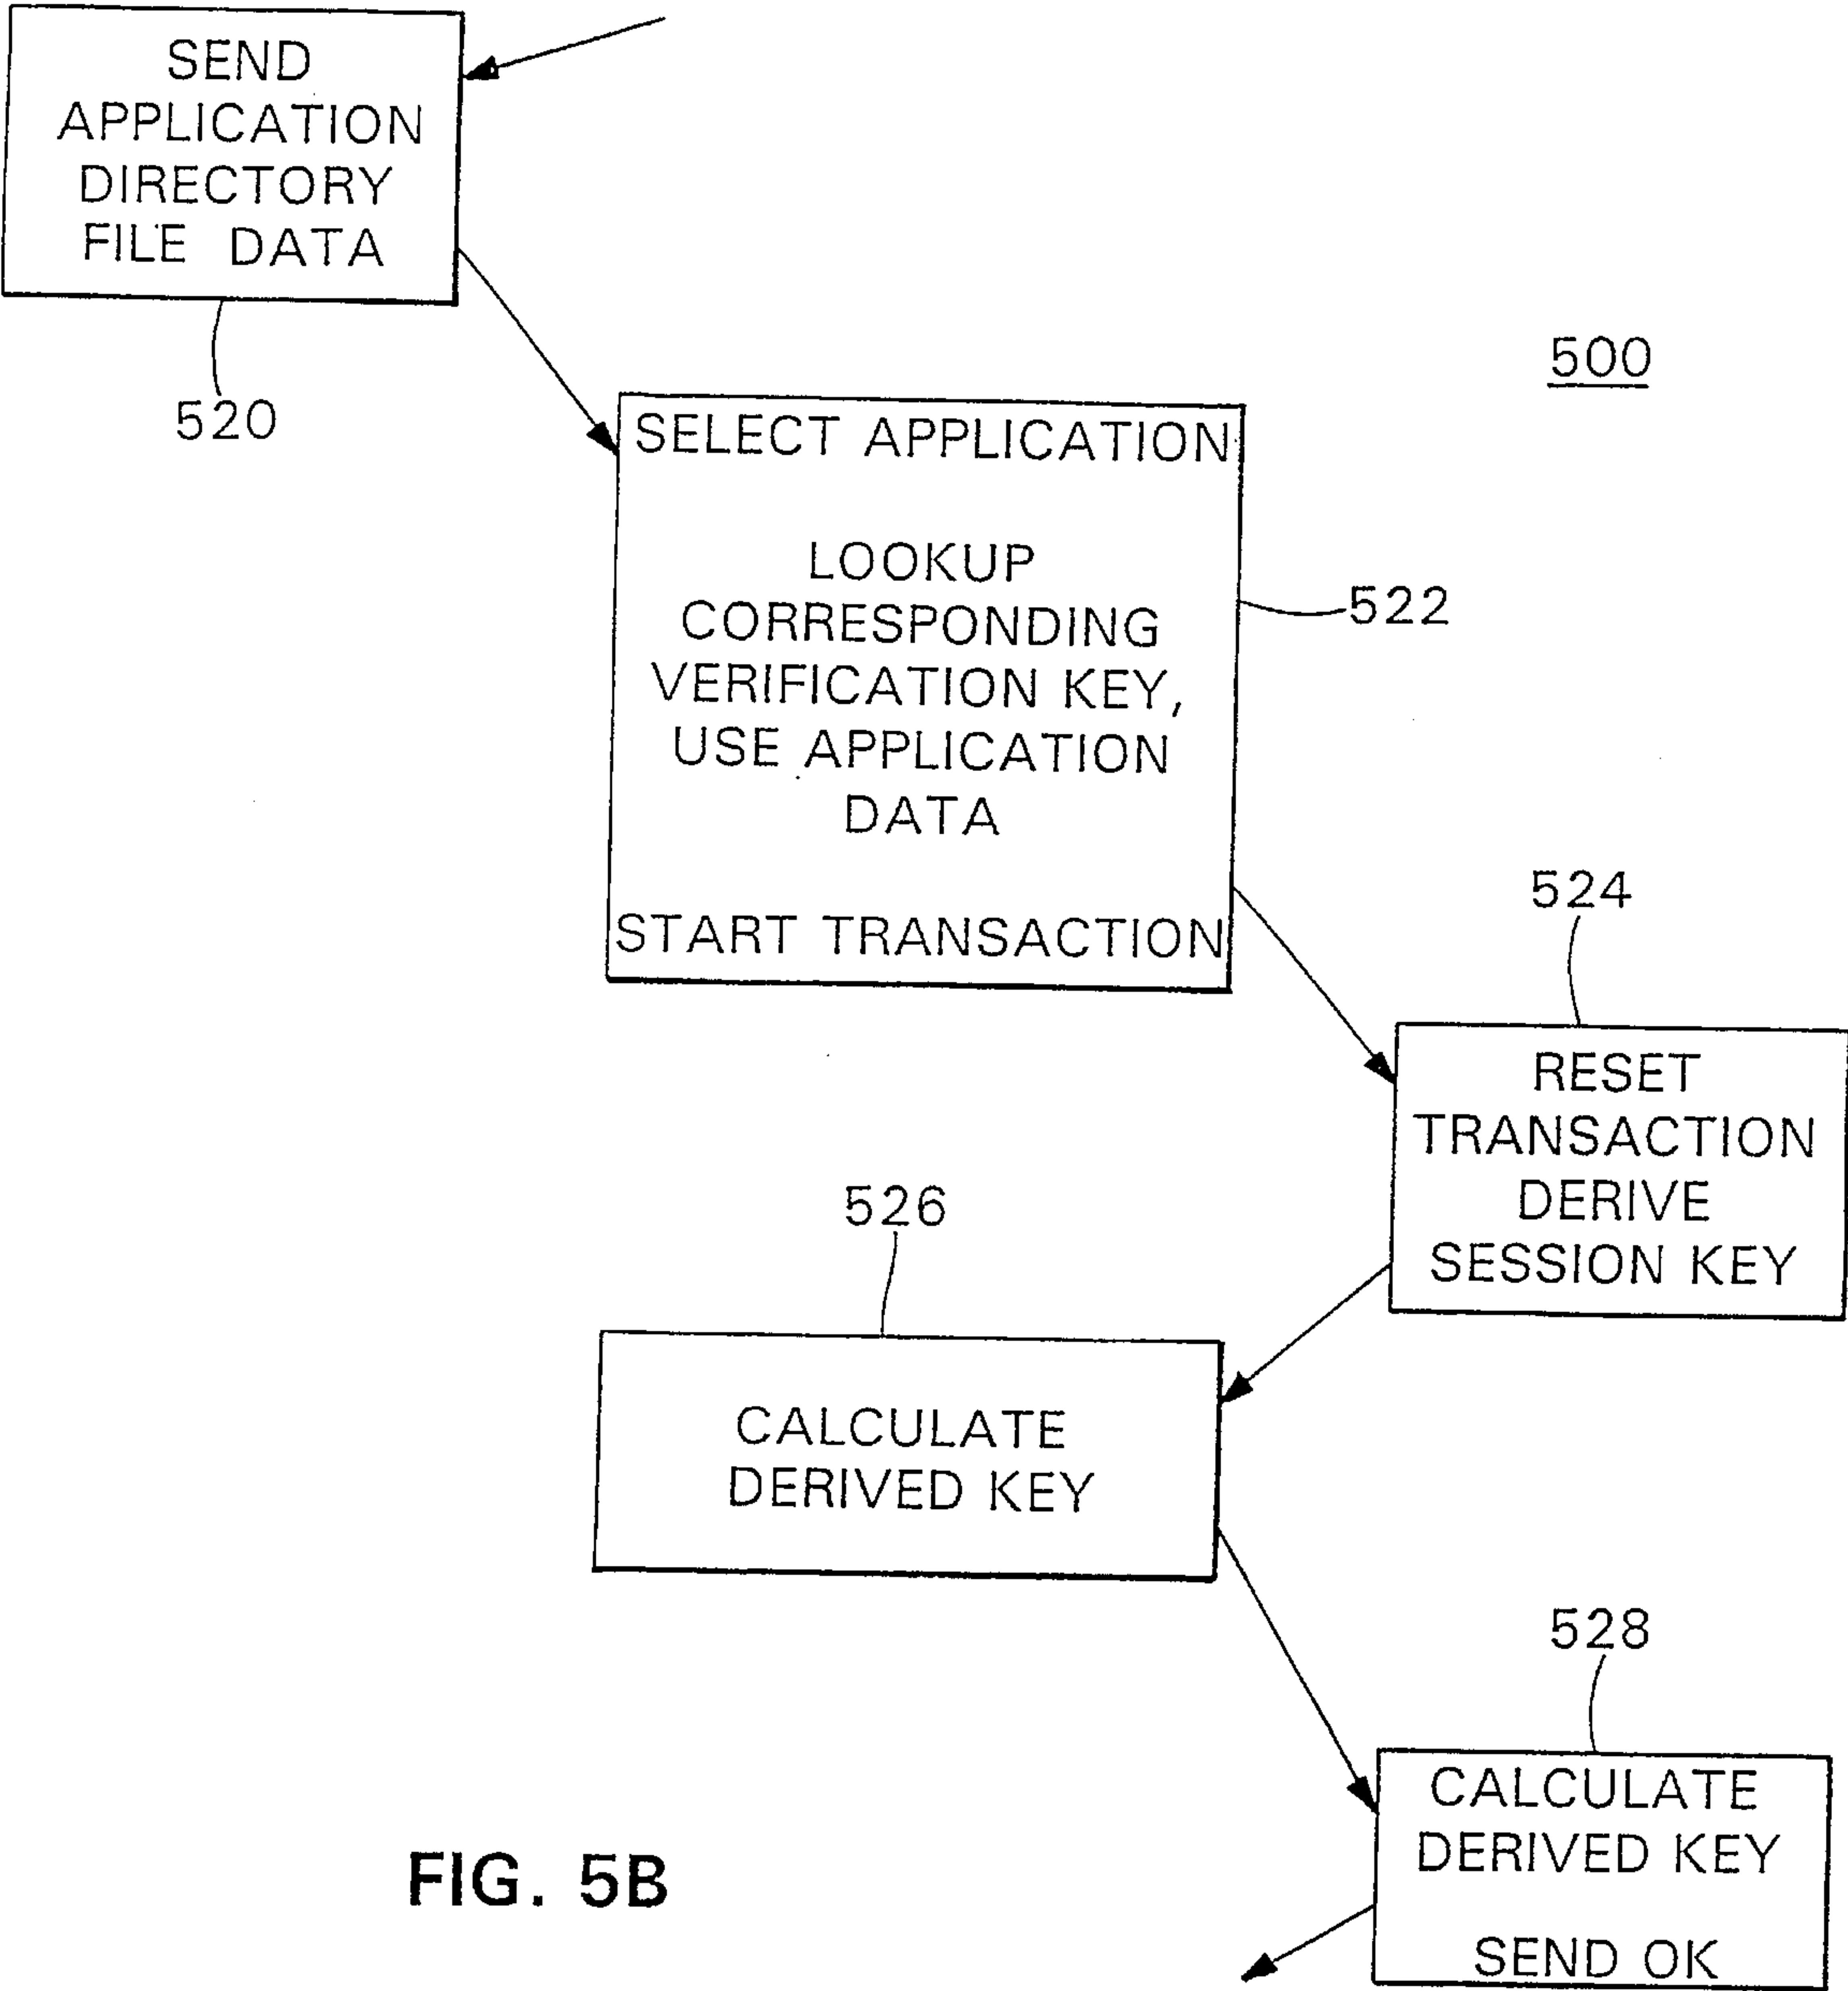 SEND
APPLICATION
DIRECTORY
FILE DATA
520
500
SELECT APPLICATION
LOOKUP
CORRESPONDING
VERIFICATION KEY,
USE APPLICATION
DATA
START TRANSACTION
522
524
RESET
TRANSACTION
DERIVE
SESSION KEY
526
CALCULATE
DERIVED KEY
528
CALCULATE
DERIVED KEY
SEND OK
FIG. 5B